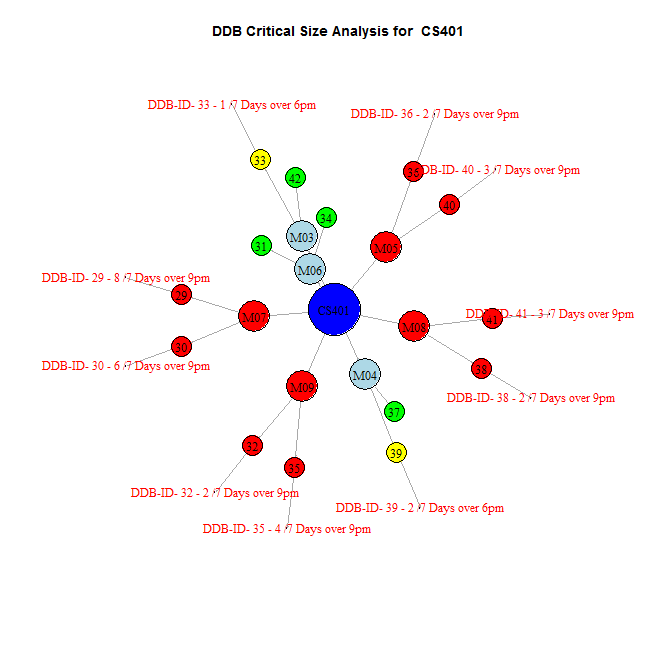 DDB Critical Size Analysis for CS401
DDB-ID- 33 - 1 /7 Days over 6pm
DDB-ID- 36 - 2 /7 Days over 9pm
33
42
36
DDB-ID- 40 - 3 /7 Days over 9pm
40
34
M03
31
M05
M06
DDB-ID- 29 - 8 /7 Days over 9pm
29
CS401
M07
M08
41
DDB-ID- 41 - 3 /7 Days over 9pm
30
DDB-ID- 30 - 6 /7 Days over 9pm
M04
38
M09
DDB-ID- 38 - 2 /7 Days over 9pm
37
32
39
35
DDB-ID- 32 - 2 /7 Days over 9pm
DDB-ID- 39 - 2 /7 Days over 6pm
DDB-ID- 35 - 4 /7 Days over 9pm